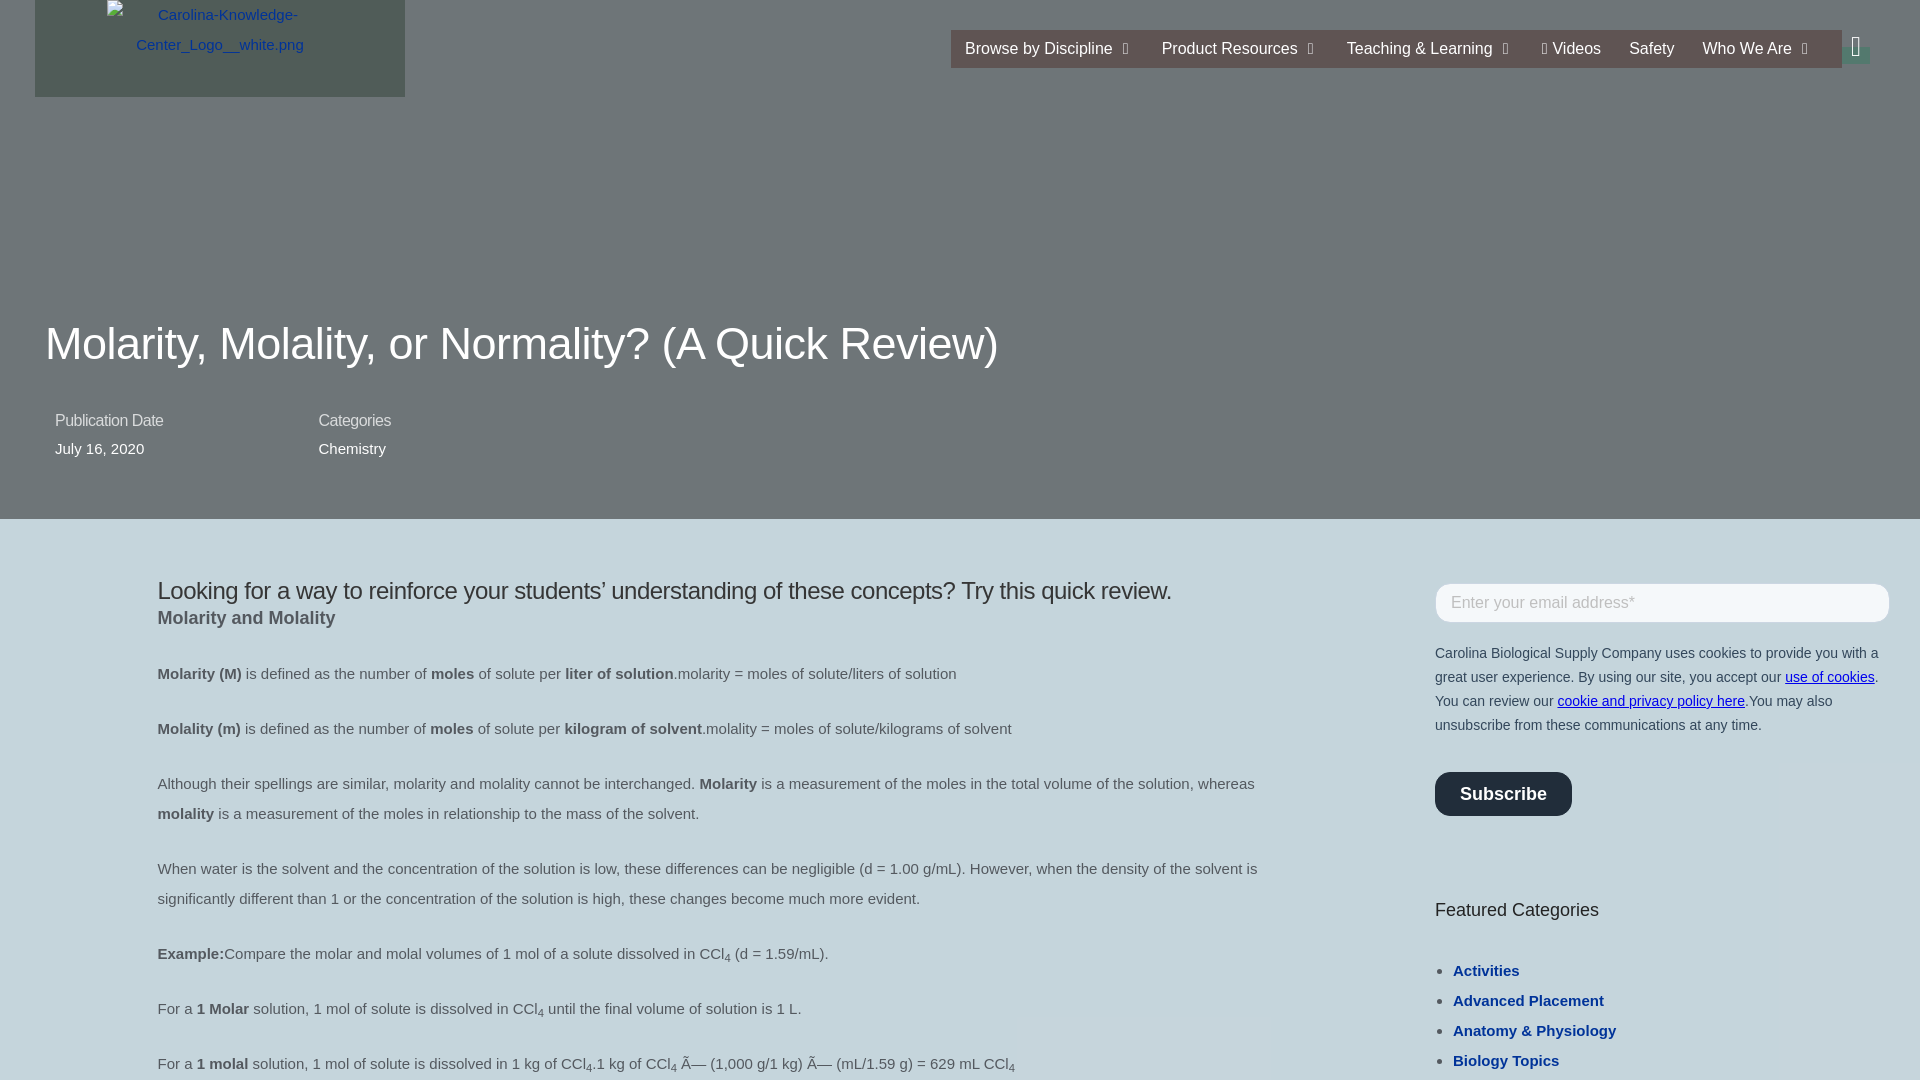 Carolina-Knowledge-
Center_Logo__white.png
Browse by Discipline
Product Resources
Teaching & Learning
Videos
Safety
Who We Are
Molarity, Molality, or Normality? (A Quick Review)
Publication Date
July 16, 2020
Categories
Chemistry
Looking for a way to reinforce your students’ understanding of these concepts? Try this quick review.
Molarity and Molality
Molarity (M) is defined as the number of moles of solute per liter of solution.molarity = moles of solute/liters of solution
Molality (m) is defined as the number of moles of solute per kilogram of solvent.molality = moles of solute/kilograms of solvent
Although their spellings are similar, molarity and molality cannot be interchanged. Molarity is a measurement of the moles in the total volume of the solution, whereas
molality is a measurement of the moles in relationship to the mass of the solvent.
When water is the solvent and the concentration of the solution is low, these differences can be negligible (d = 1.00 g/mL). However, when the density of the solvent is
significantly different than 1 or the concentration of the solution is high, these changes become much more evident.
Example:Compare the molar and molal volumes of 1 mol of a solute dissolved in CCl4 (d = 1.59/mL).
For a 1 Molar solution, 1 mol of solute is dissolved in CCl4 until the final volume of solution is 1 L.
For a 1 molal solution, 1 mol of solute is dissolved in 1 kg of CCl4.1 kg of CCl4 Ã— (1,000 g/1 kg) Ã— (mL/1.59 g) = 629 mL CCl4
Enter your email address*
Carolina Biological Supply Company uses cookies to provide you with a
great user experience. By using our site, you accept our use of cookies.
You can review our cookie and privacy policy here.You may also
unsubscribe from these communications at any time.
Subscribe
Featured Categories
Activities
Advanced Placement
Anatomy & Physiology
Biology Topics